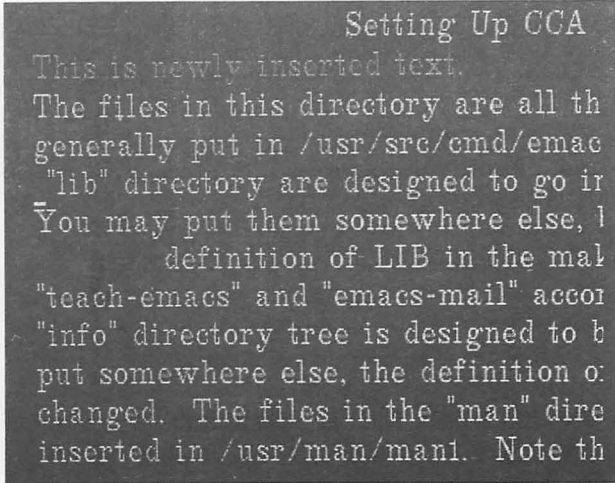 Setting Up CCA
This is newly inserted text.
The files in this directory are all th
generally put in /usr/src/cmd/emac
"lib" directory are designed to go in
You may put them somewhere else,
definition of LIB in the mak
"teach-emacs" and "emacs-mail" accor
"info" directory tree is designed to b
put somewhere else, the definition o
changed. The files in the "man" dire
inserted in /usr/man/man1. Note th